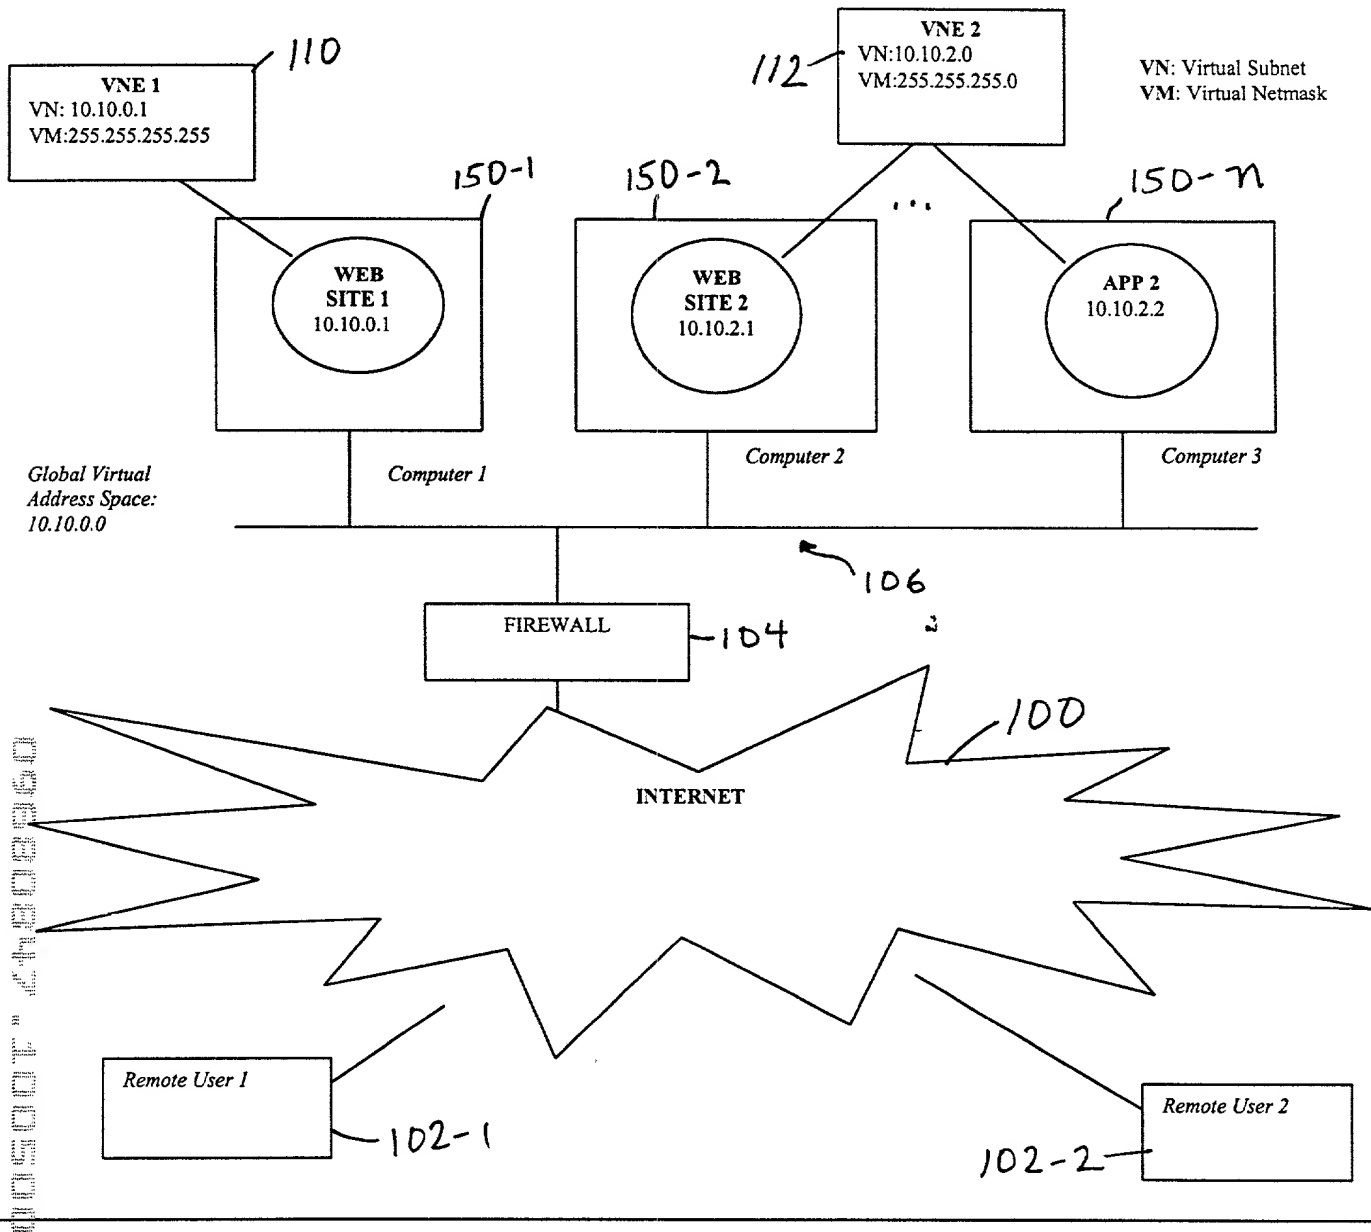 110
VNE 1
VN: 10.10.0.1
VM:255.255.255.255
112
VNE 2
VN:10.10.2.0
VM:255.255.255.0
VN: Virtual Subnet
VM: Virtual Netmask
150-1
150-2
...
150-n
WEB
SITE 1
10.10.0.1
WEB
SITE 2
10.10.2.1
APP 2
10.10.2.2
Global Virtual
Address Space:
10.10.0.0
Computer 1
Computer 2
Computer 3
106
FIREWALL
104
100
INTERNET
Remote User 1
102-1
Remote User 2
102-2